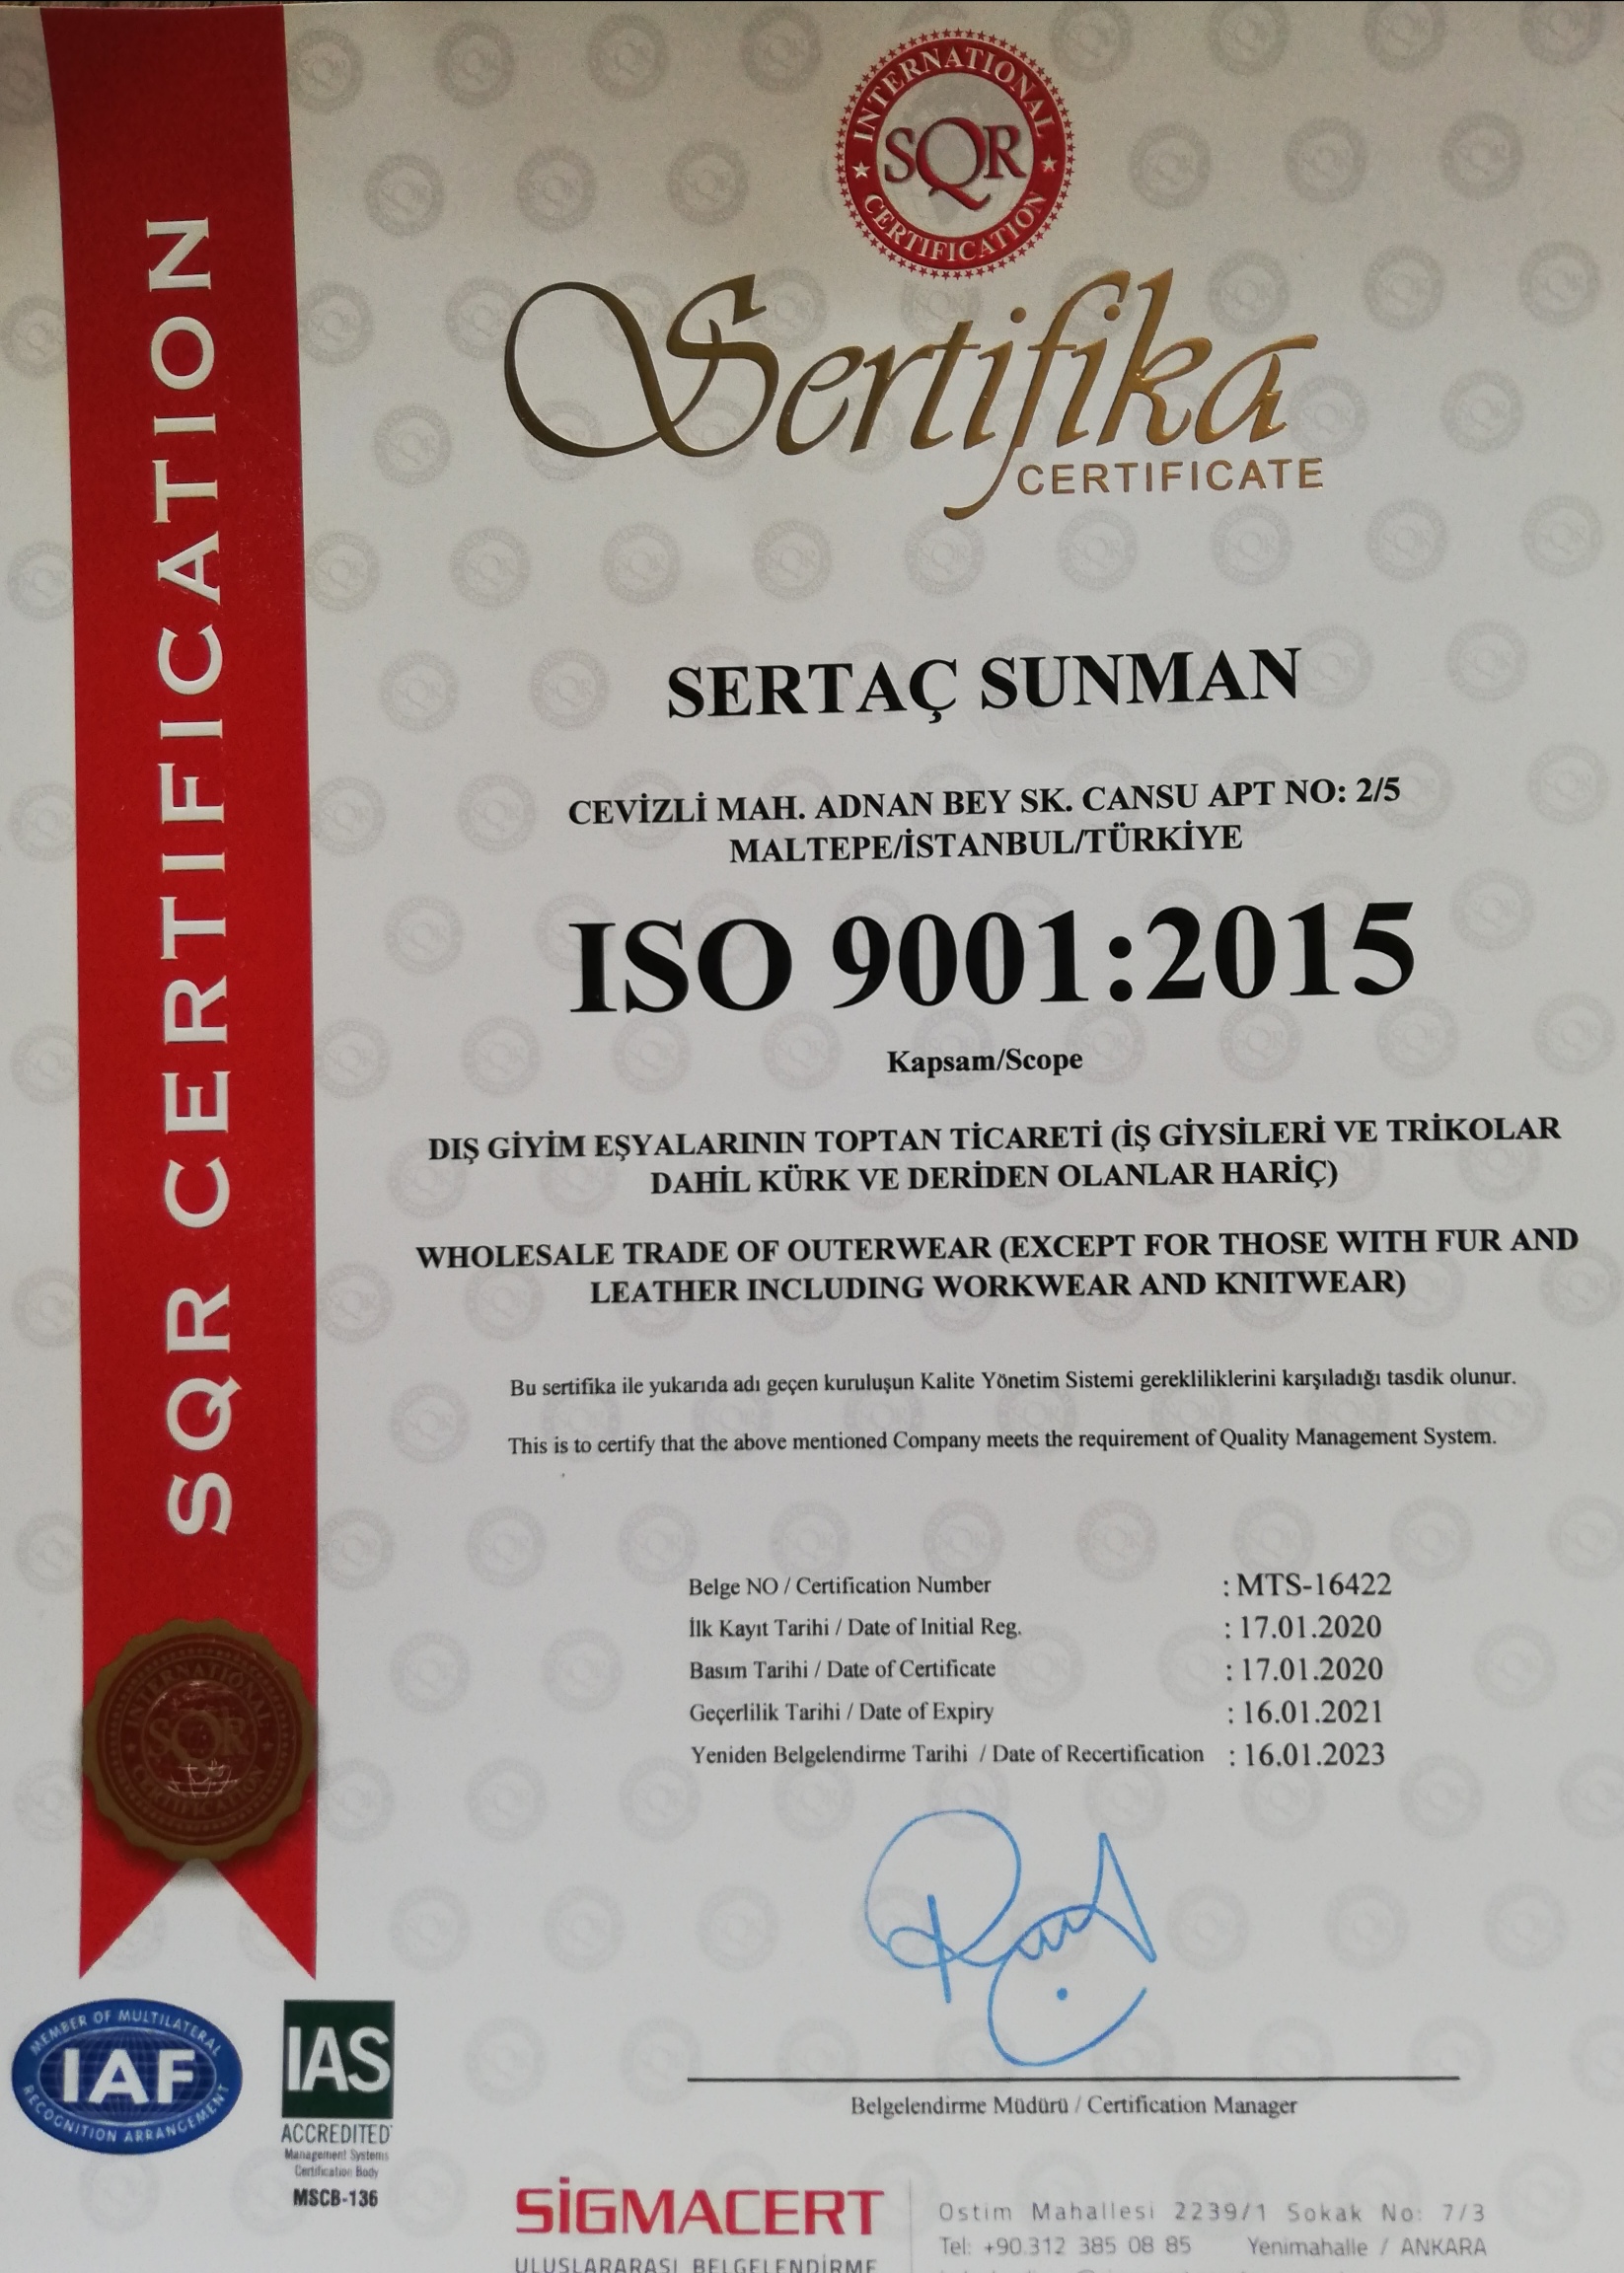 INTERNATIONAL
SQR
CERTIFICATION
Sertifika
CERTIFICATE
SQR CERTIFICATION
SERTAÇ SUNMAN
CEVİZLİ MAH. ADNAN BEY SK. CANSU APT NO: 2/5
MALTEPE/İSTANBUL/TÜRKİYE
ISO 9001:2015
Kapsam/Scope
DIŞ GİYİM EŞYALARININ TOPTAN TİCARETİ (İŞ GİYSİLERİ VE TRİKOLAR
DAHİL KÜRK VE DERİDEN OLANLAR HARİÇ)
WHOLESALE TRADE OF OUTERWEAR (EXCEPT FOR THOSE WITH FUR AND
LEATHER INCLUDING WORKWEAR AND KNITWEAR)
Bu sertifika ile yukarıda adı geçen kuruluşun Kalite Yönetim Sistemi gerekliliklerini karşıladığı tasdik olunur.
This is to certify that the above mentioned Company meets the requirement of Quality Management System.
Belge NO / Certification Number : MTS-16422
İlk Kayıt Tarihi / Date of Initial Reg. : 17.01.2020
Basım Tarihi / Date of Certificate : 17.01.2020
Geçerlilik Tarihi / Date of Expiry : 16.01.2021
Yeniden Belgelendirme Tarihi / Date of Recertification : 16.01.2023
INTERNATIONAL
SQR
CERTIFICATION
Belgelendirme Müdürü / Certification Manager
MEMBER OF MULTILATERAL
IAF
RECOGNITION ARRANGEMENT
IAS
ACCREDITED
Management Systems
Certification Body
MSCB-136
SİGMACERT
ULUSLARARASI BELGELENDİRME
Ostim Mahallesi 2239/1 Sokak No: 7/3
Tel: +90.312 385 08 85 Yenimahalle / ANKARA